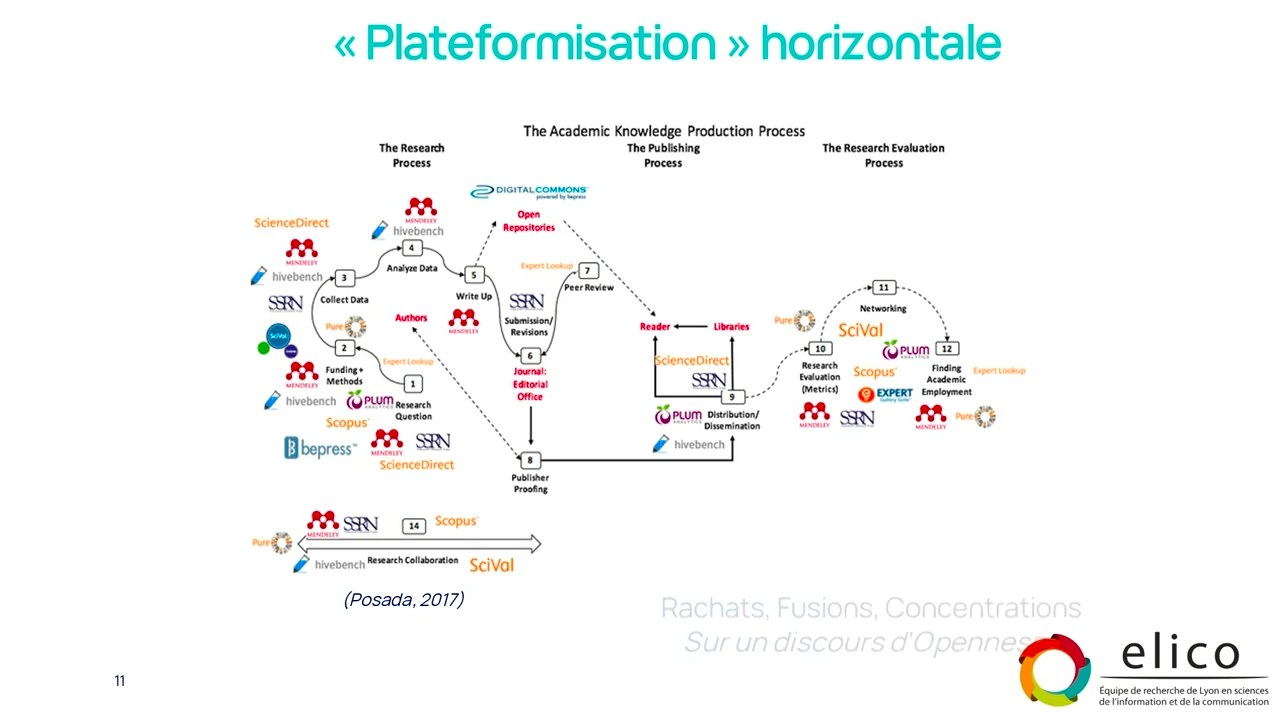 « Plateformisation » horizontale
The Academic Knowledge Production Process
The Research
Process
The Publishing
Process
The Research Evaluation
Process
DIGITALCOMMONS
powered by bepress
Open
Repositories
ScienceDirect
MENDELEY
hivebench
MENDELEY
hivebench
4
Analyze Data
3
Collect Data
5
Write Up
MENDELEY
Expert Lookup
7
Peer Review
SSRN
Submission/
Revisions
SSRN
SciVal
Pure
2
Funding +
Methods
Authors
Expert Lookup
1
Research
Question
MENDELEY
hivebench
PLUM
ANALYTICS
Scopus
bepress™
MENDELEY
SSRN
ScienceDirect
6
Journal:
Editorial
Office
8
Publisher
Proofing
Reader
Libraries
ScienceDirect
SSRN
9
Distribution/
Dissemination
PLUM
ANALYTICS
hivebench
11
Networking
Pure
SciVal
10
Research
Evaluation
(Metrics)
PLUM
ANALYTICS
Scopus
EXPERT
Gallery Suite
12
Finding
Academic
Employment
Expert Lookup
MENDELEY
SSRN
MENDELEY
Pure
MENDELEY
SSRN
14
Scopus
Pure
hivebench
Research Collaboration
SciVal
(Posada, 2017)
Rachats, Fusions, Concentrations
Sur un discours d'Openness
11
elico
Équipe de recherche de Lyon en sciences
de l'information et de la communication